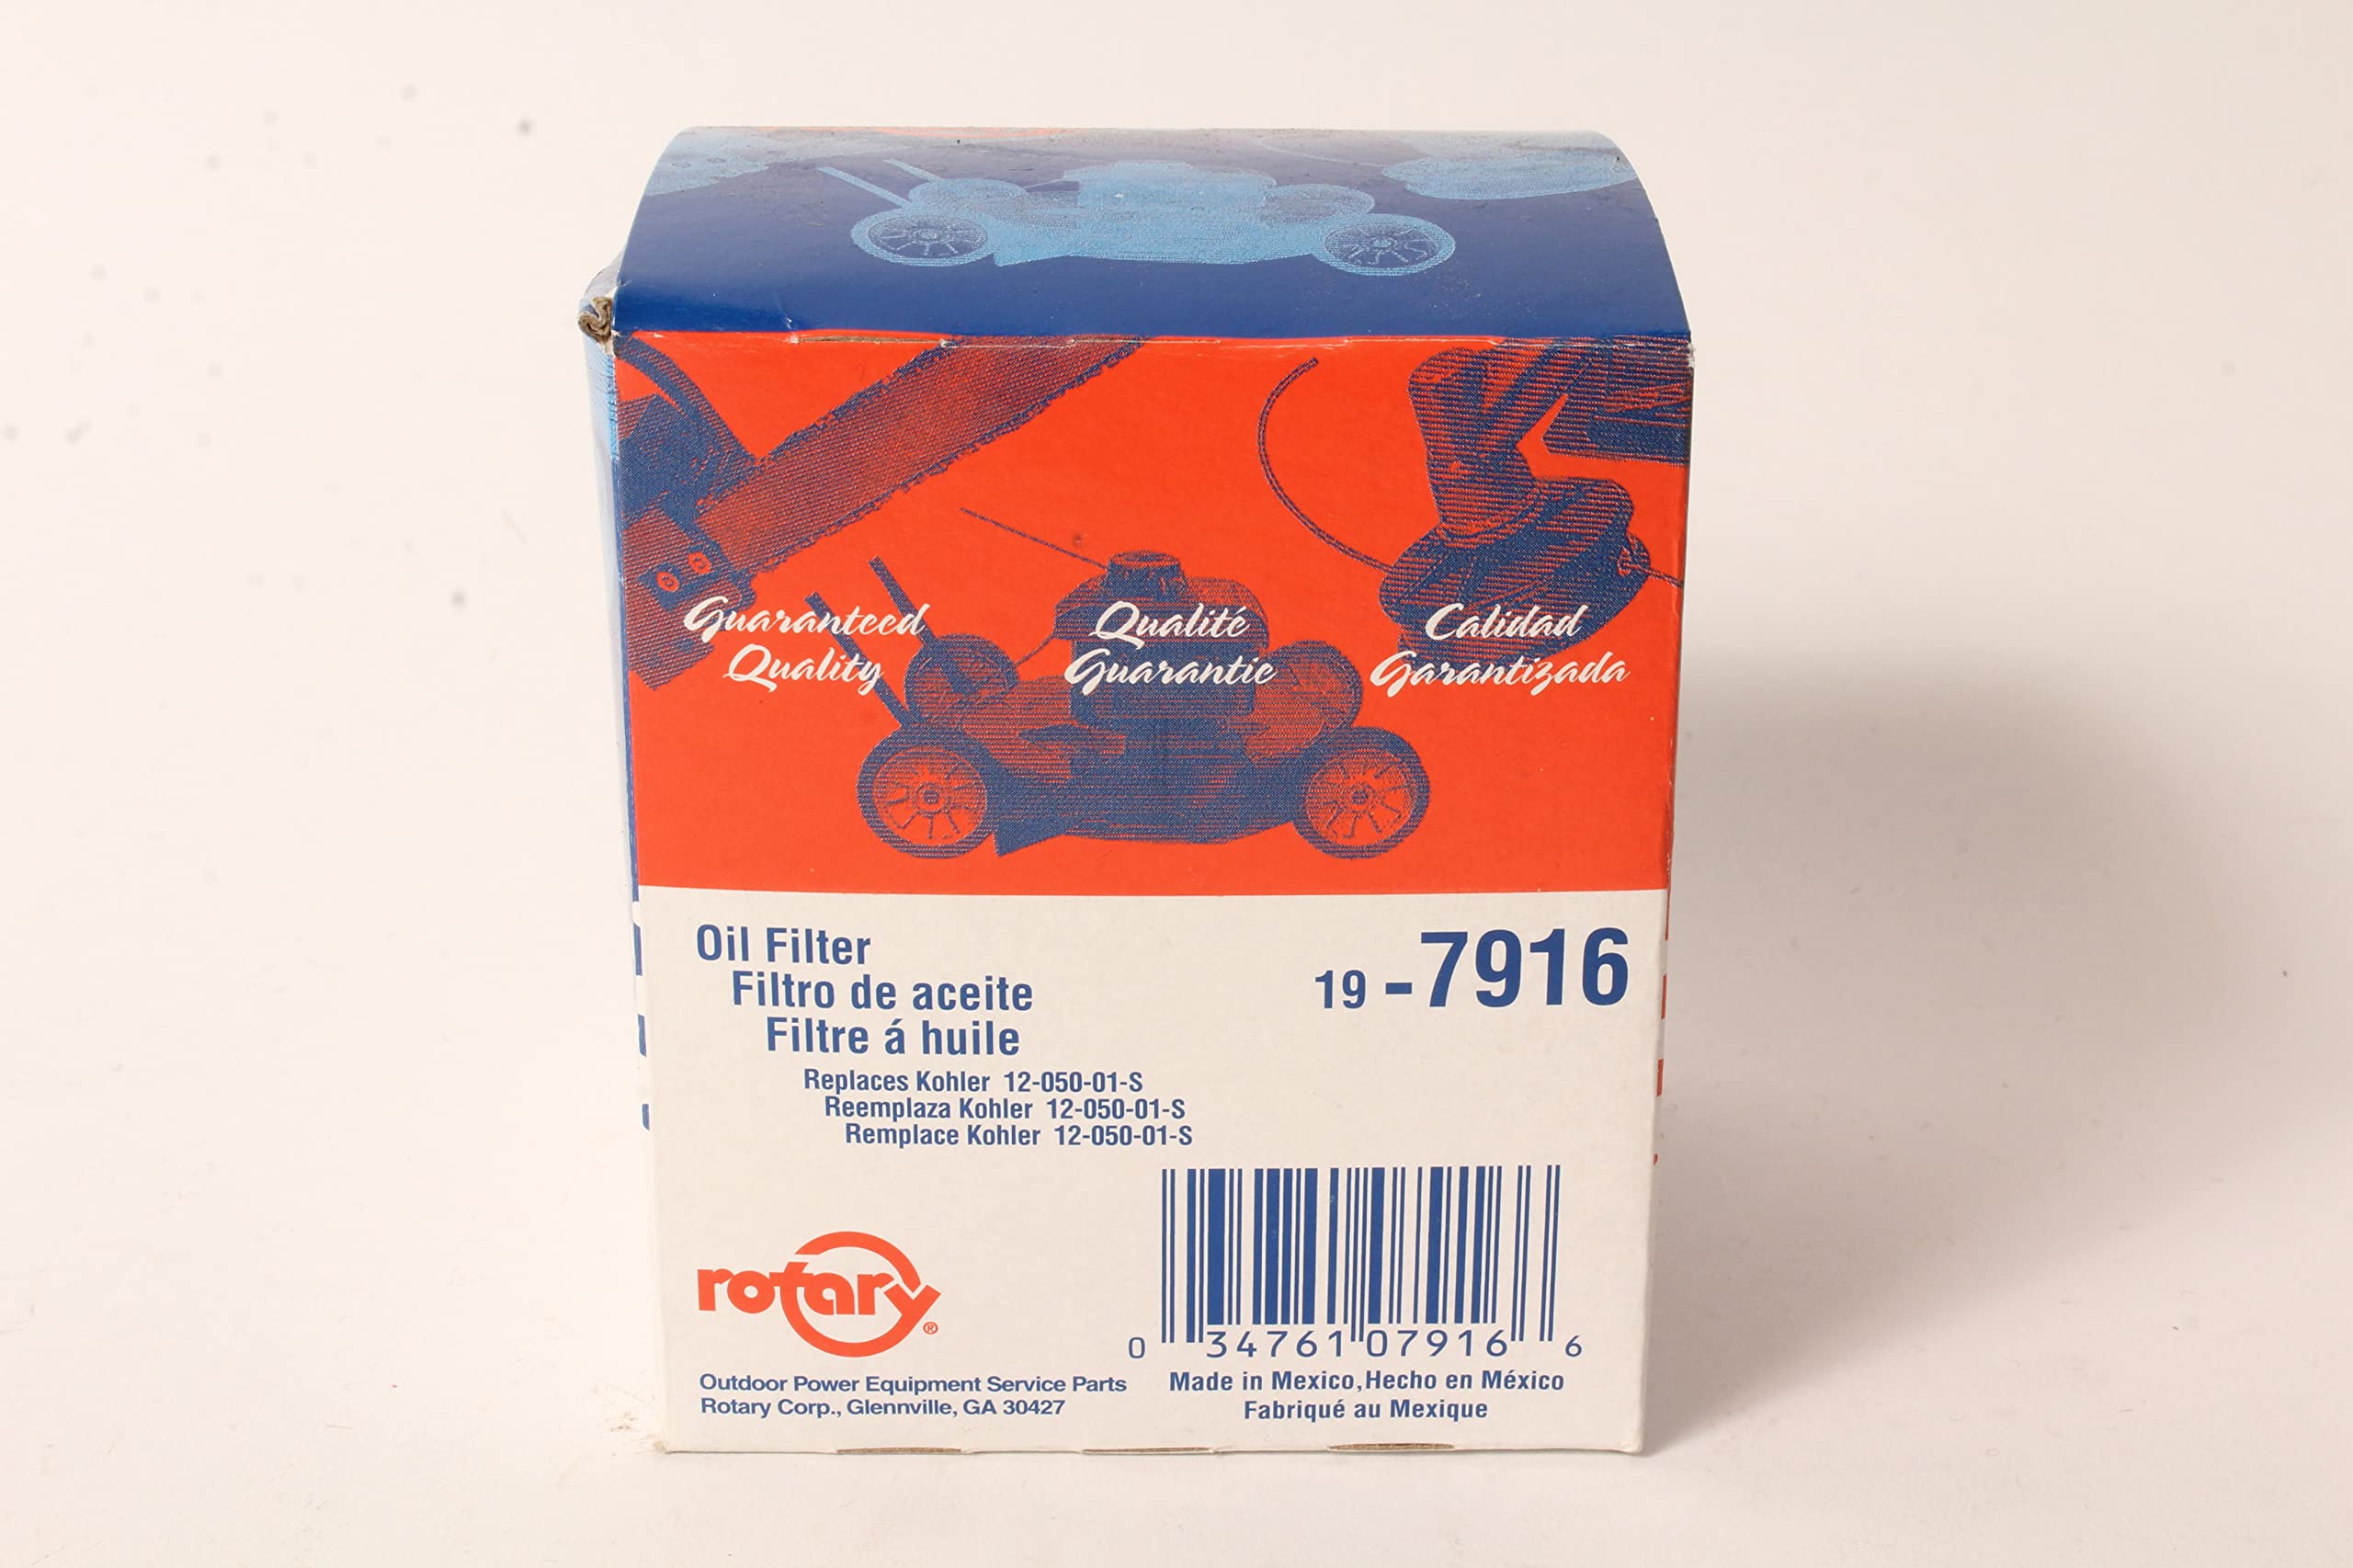 Guaranteed
Quality
Qualité
Guarantie
Calidad
Garantizada
Oil Filter
Filtro de aceite
Filtre á huile
19 -7916
Replaces Kohler 12-050-01-S
Reemplaza Kohler 12-050-01-S
Remplace Kohler 12-050-01-S
rotary®
0 34761 07916 6
Outdoor Power Equipment Service Parts
Rotary Corp., Glennville, GA 30427
Made in Mexico, Hecho en México
Fabriqué au Mexique